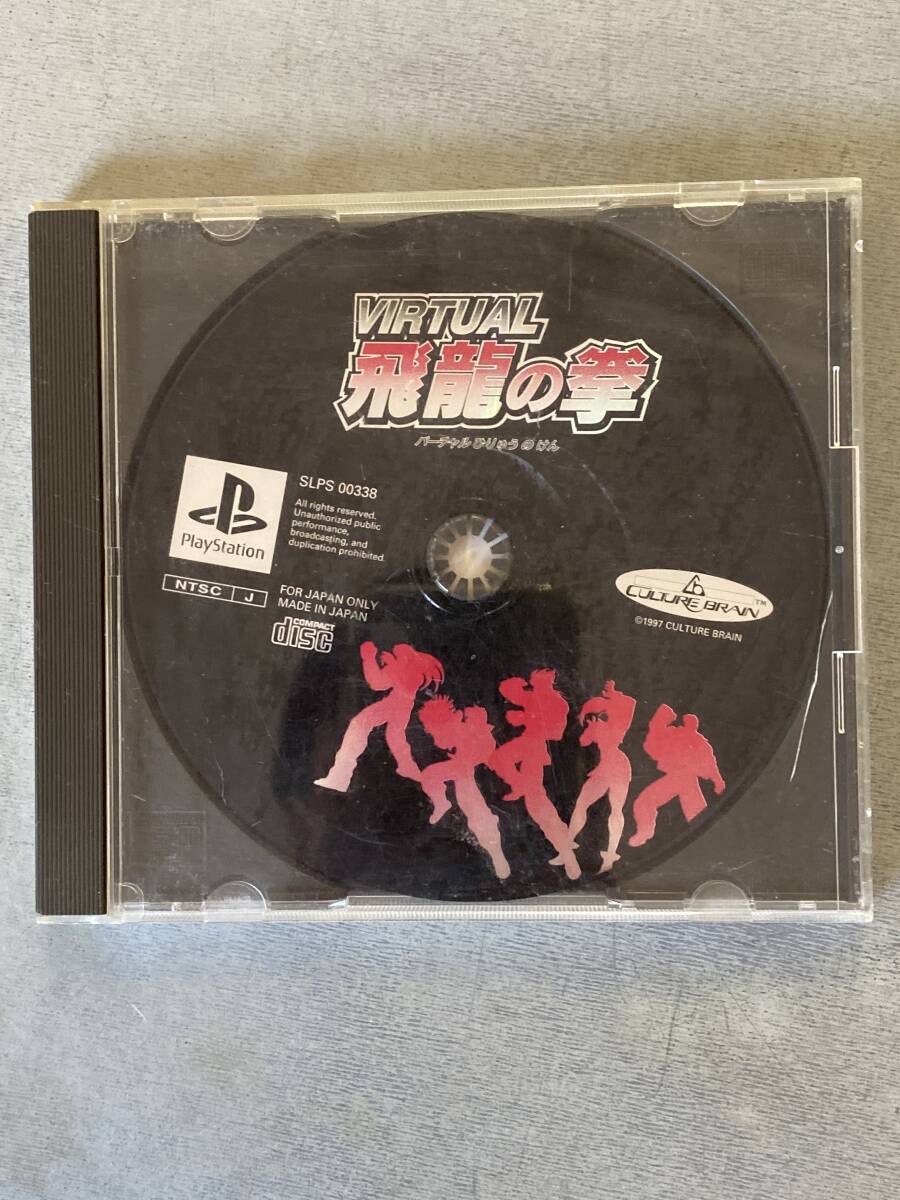 VIRTUAL
飛龍の拳
バーチャル ひりゅう の けん
SLPS 00338
All rights reserved.
Unauthorized public
performance,
broadcasting, and
duplication prohibited.
PlayStation
NTSC J
FOR JAPAN ONLY
MADE IN JAPAN
COMPACT
disc
CULTURE BRAIN™
©1997 CULTURE BRAIN